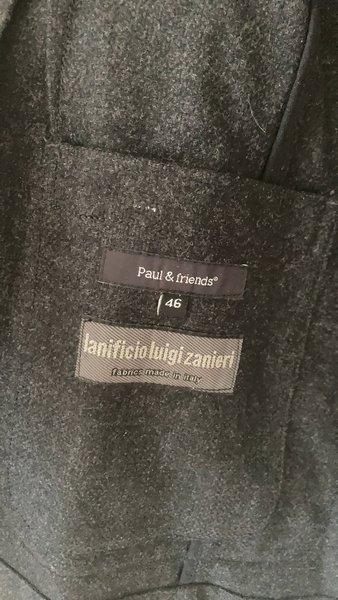 Paul & friends®
46
lanificio luigi zanieri
fabrics made in italy